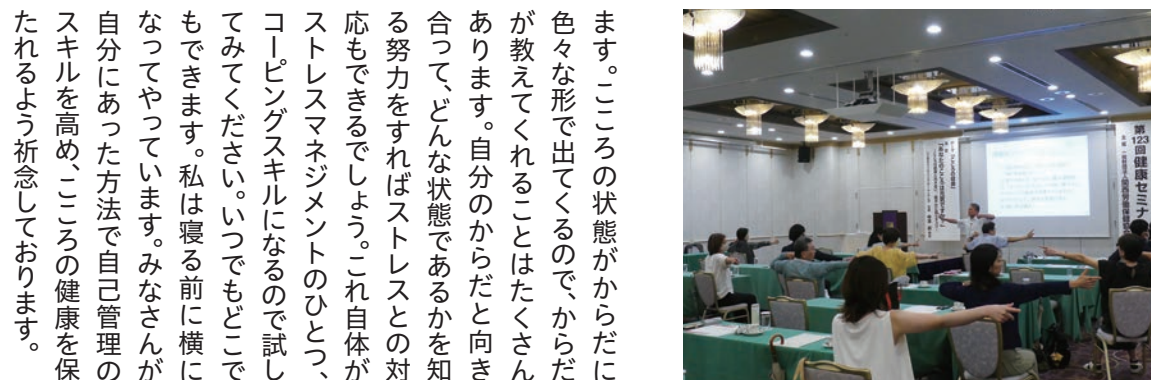 ます。こころの状態がからだに
色々な形で出てくるので、からだ
が教えてくれることはたくさん
あります。自分のからだと向き
合って、どんな状態であるかを知
る努力をすればストレスとの対
応もできるでしょう。これ自体が
ストレスマネジメントのひとつ、
コーピングスキルになるので試し
てみてください。いつでもどこで
もできます。私は寝る前に横に
なってやっています。みなさんが
自分にあった方法で自己管理の
スキルを高め、こころの健康を保
たれるよう祈念しております。
第123回健康セミナ